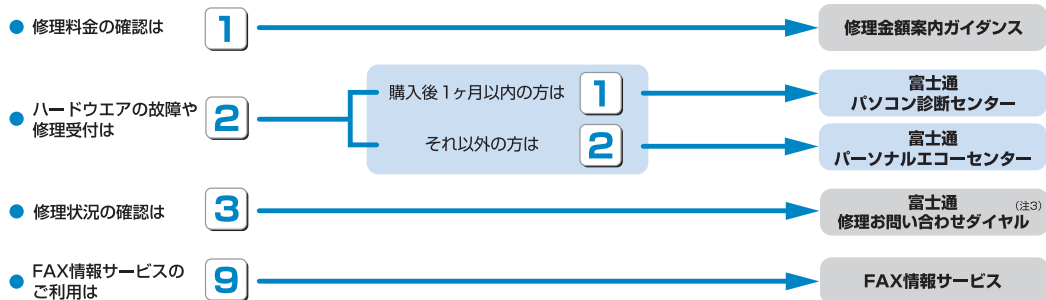 修理料金の確認は
1
修理金額案内ガイダンス
ハードウエアの故障や
修理受付は
2
購入後1ヶ月以内の方は
1
富士通
パソコン診断センター
それ以外の方は
2
富士通
パーソナルエコーセンター
修理状況の確認は
3
富士通 (注3)
修理お問い合わせダイヤル
FAX情報サービスの
ご利用は
9
FAX情報サービス